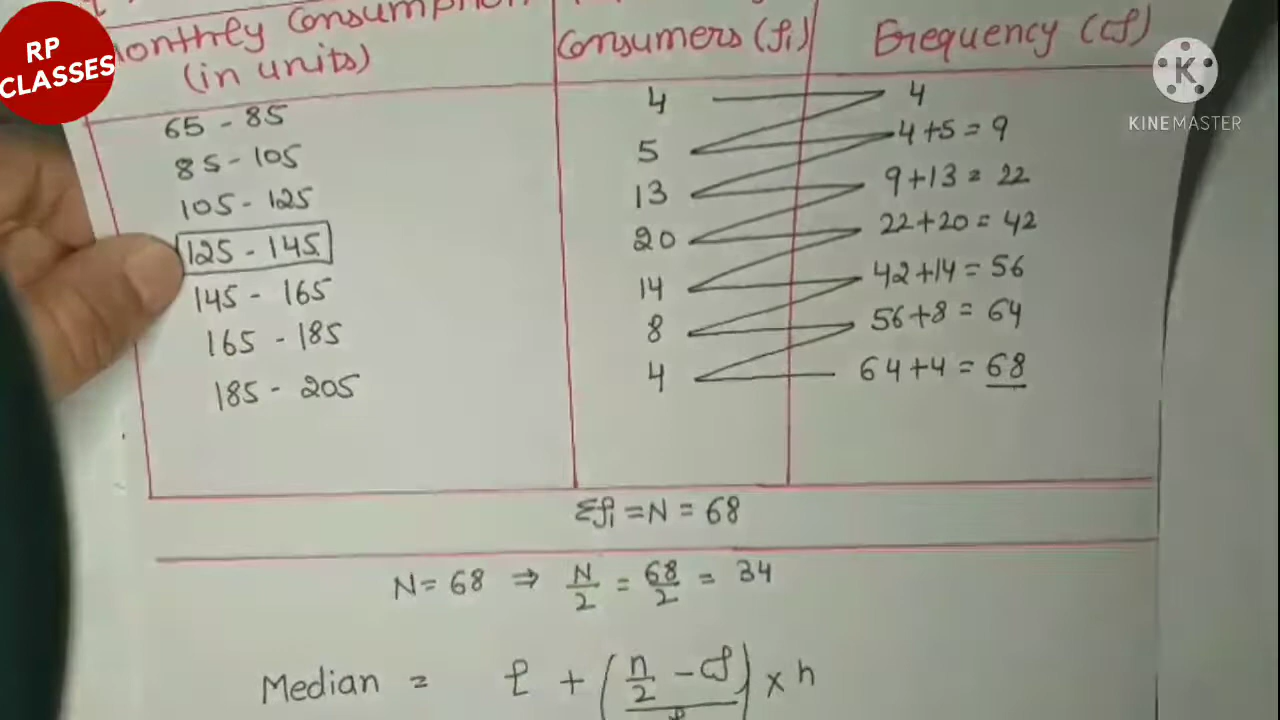 RP
CLASSES
Monthly Consumption
(in units)
Consumers (fi)
Frequency (cf)
K
KINEMASTER
65 - 85 4 4
85 - 105 5 4+5 = 9
105 - 125 13 9+13 = 22
125 - 145 20 22+20 = 42
145 - 165 14 42+14 = 56
165 - 185 8 56+8 = 64
185 - 205 4 64+4 = 68
Σfi = N = 68
N = 68 ⇒ N/2 = 68/2 = 34
Median = l + (n/2 - cf / f) × h